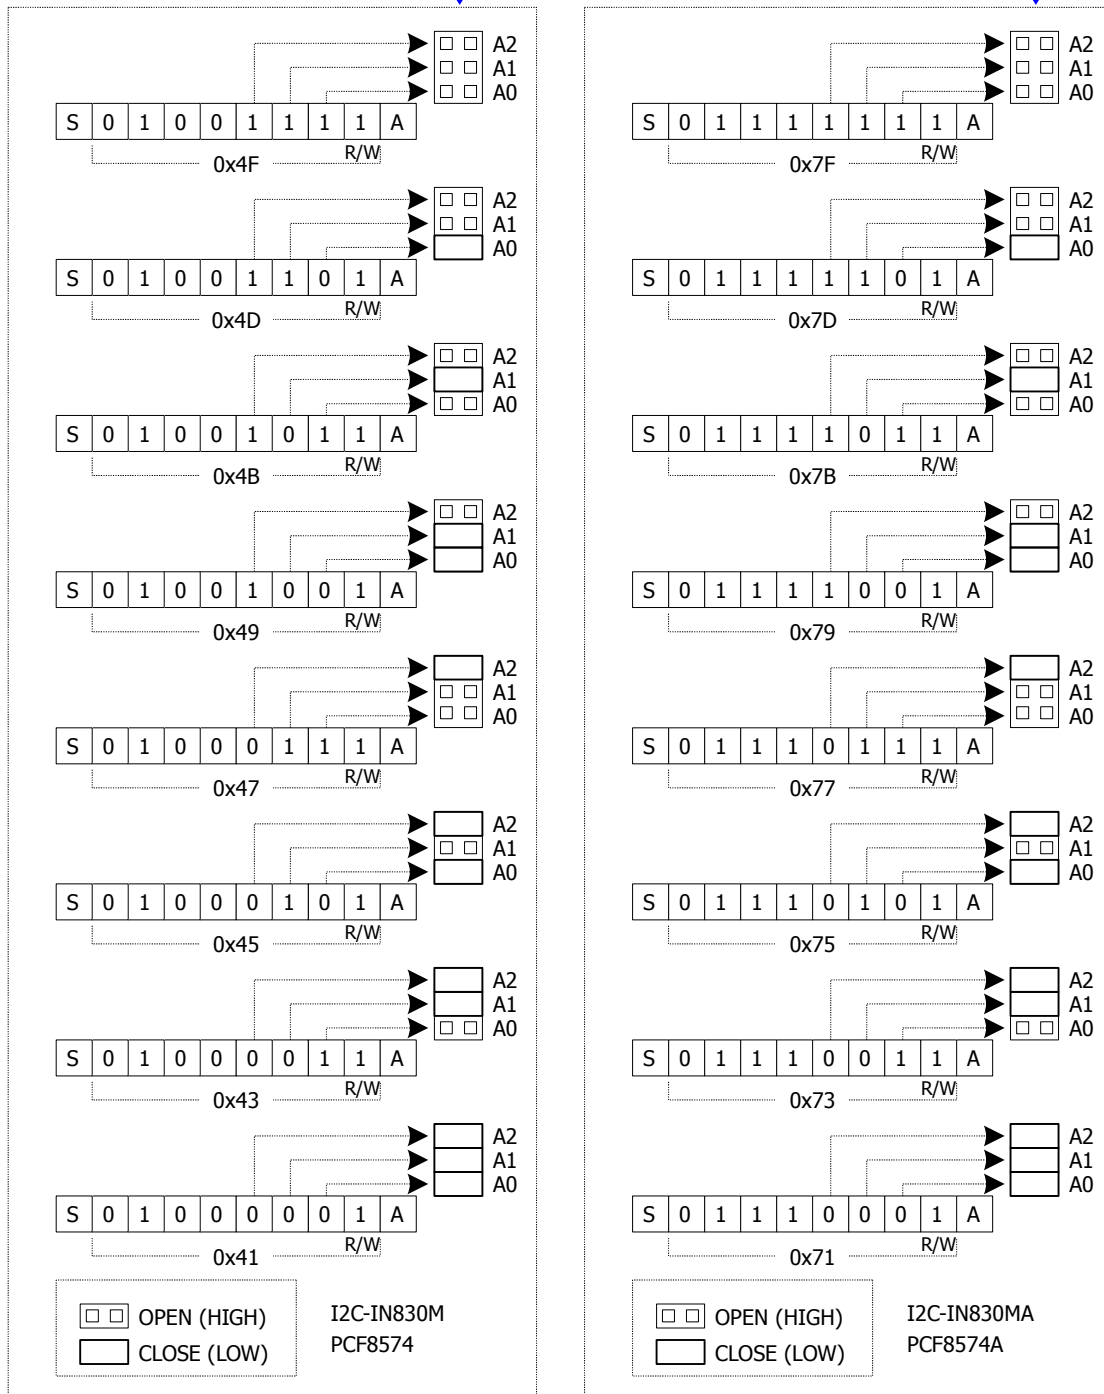 A2
A1
A0
S 0 1 0 0 1 1 1 1 A
R/W
0x4F
A2
A1
A0
S 0 1 0 0 1 1 0 1 A
R/W
0x4D
A2
A1
A0
S 0 1 0 0 1 0 1 1 A
R/W
0x4B
A2
A1
A0
S 0 1 0 0 1 0 0 1 A
R/W
0x49
A2
A1
A0
S 0 1 0 0 0 1 1 1 A
R/W
0x47
A2
A1
A0
S 0 1 0 0 0 1 0 1 A
R/W
0x45
A2
A1
A0
S 0 1 0 0 0 0 1 1 A
R/W
0x43
A2
A1
A0
S 0 1 0 0 0 0 0 1 A
R/W
0x41
OPEN (HIGH)
CLOSE (LOW)
I2C-IN830M
PCF8574
A2
A1
A0
S 0 1 1 1 1 1 1 1 A
R/W
0x7F
A2
A1
A0
S 0 1 1 1 1 1 0 1 A
R/W
0x7D
A2
A1
A0
S 0 1 1 1 1 0 1 1 A
R/W
0x7B
A2
A1
A0
S 0 1 1 1 1 0 0 1 A
R/W
0x79
A2
A1
A0
S 0 1 1 1 0 1 1 1 A
R/W
0x77
A2
A1
A0
S 0 1 1 1 0 1 0 1 A
R/W
0x75
A2
A1
A0
S 0 1 1 1 0 0 1 1 A
R/W
0x73
A2
A1
A0
S 0 1 1 1 0 0 0 1 A
R/W
0x71
OPEN (HIGH)
CLOSE (LOW)
I2C-IN830MA
PCF8574A